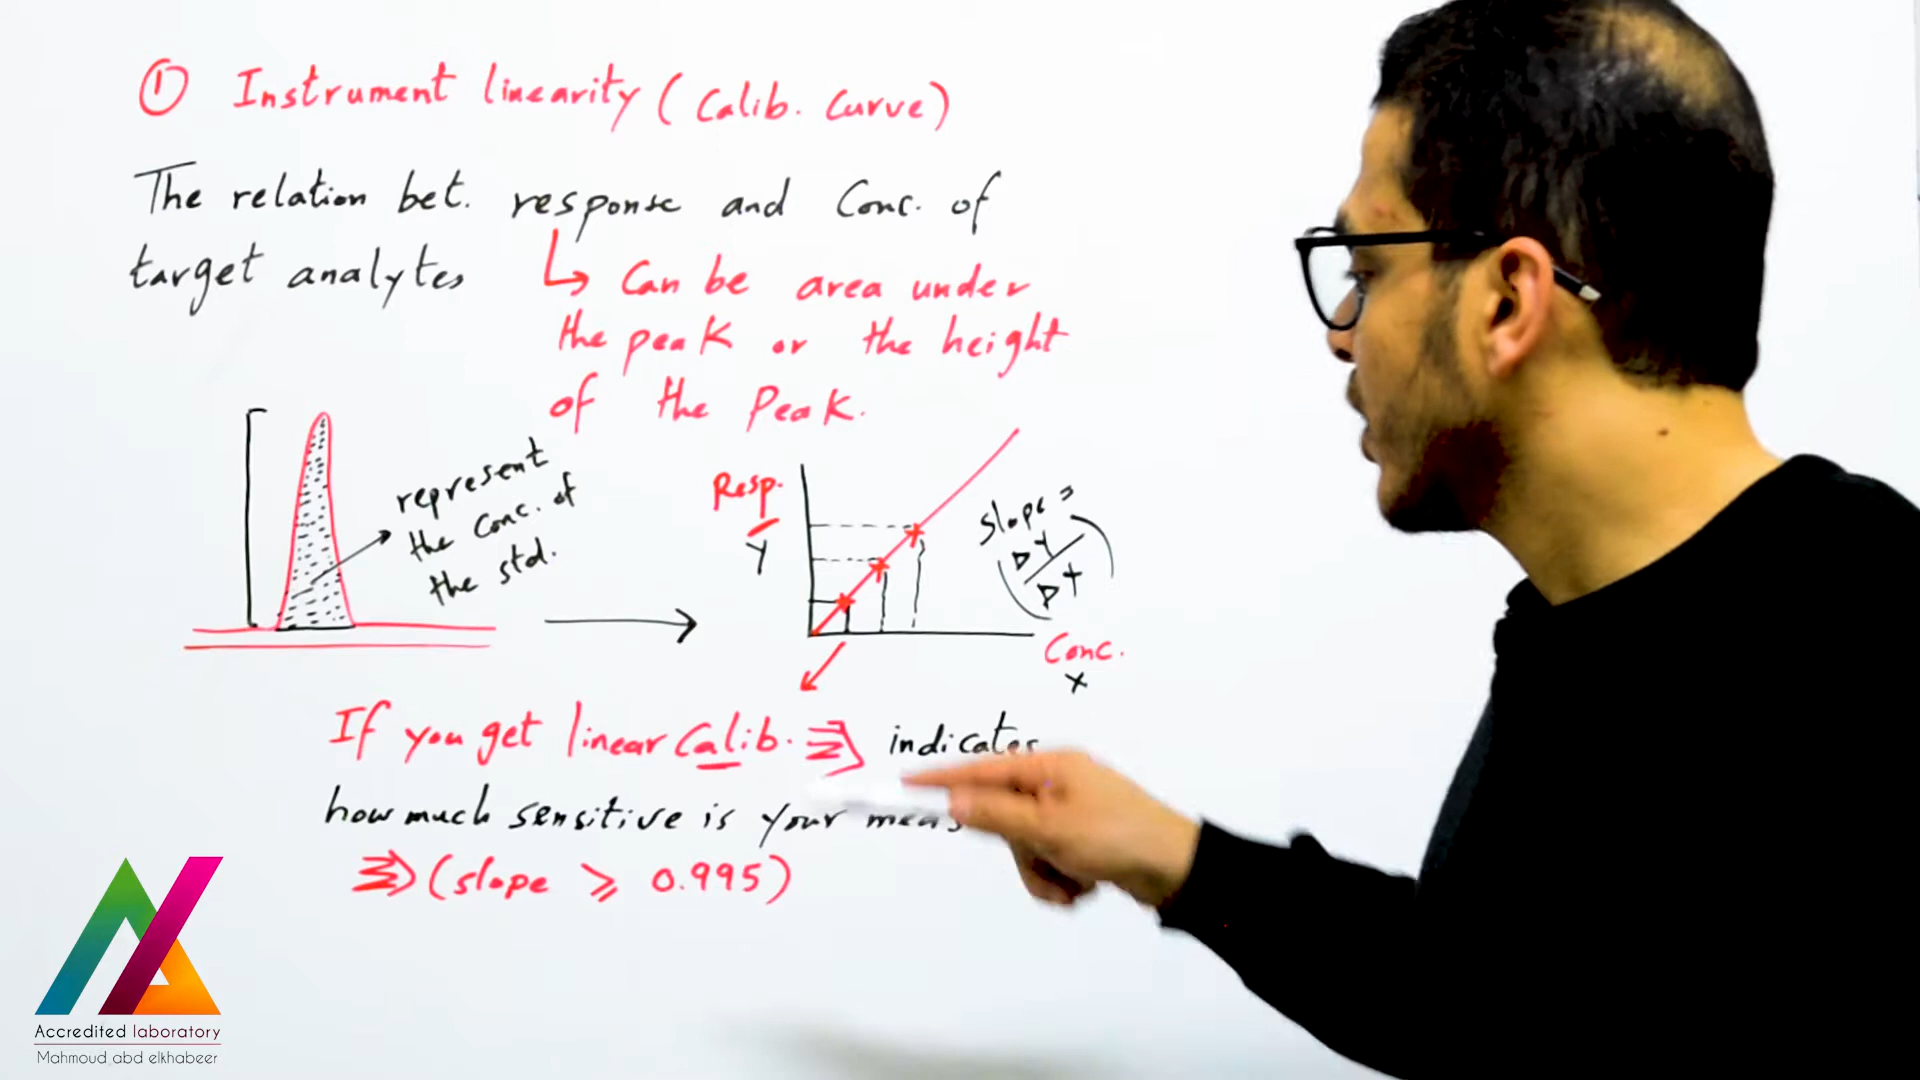 ① Instrument linearity (Calib. Curve)
The relation bet. response and Conc. of
target analytes
↳ Can be area under
the peak or the height
of the Peak.
represent
the Conc. of
the std.
Resp.
Y
Slope =
ΔY
ΔX
Conc.
X
If you get linear Calib. ⇒ indicates
how much sensitive is your
⇒ (slope ⩾ 0.995)
Accredited laboratory
Mahmoud abd elkhabeer